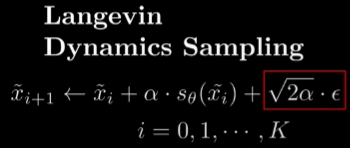 Langevin
Dynamics Sampling
x̃ᵢ₊₁ ← x̃ᵢ + α · s_θ(x̃ᵢ) + √2α · ϵ
i = 0, 1, ⋯ , K